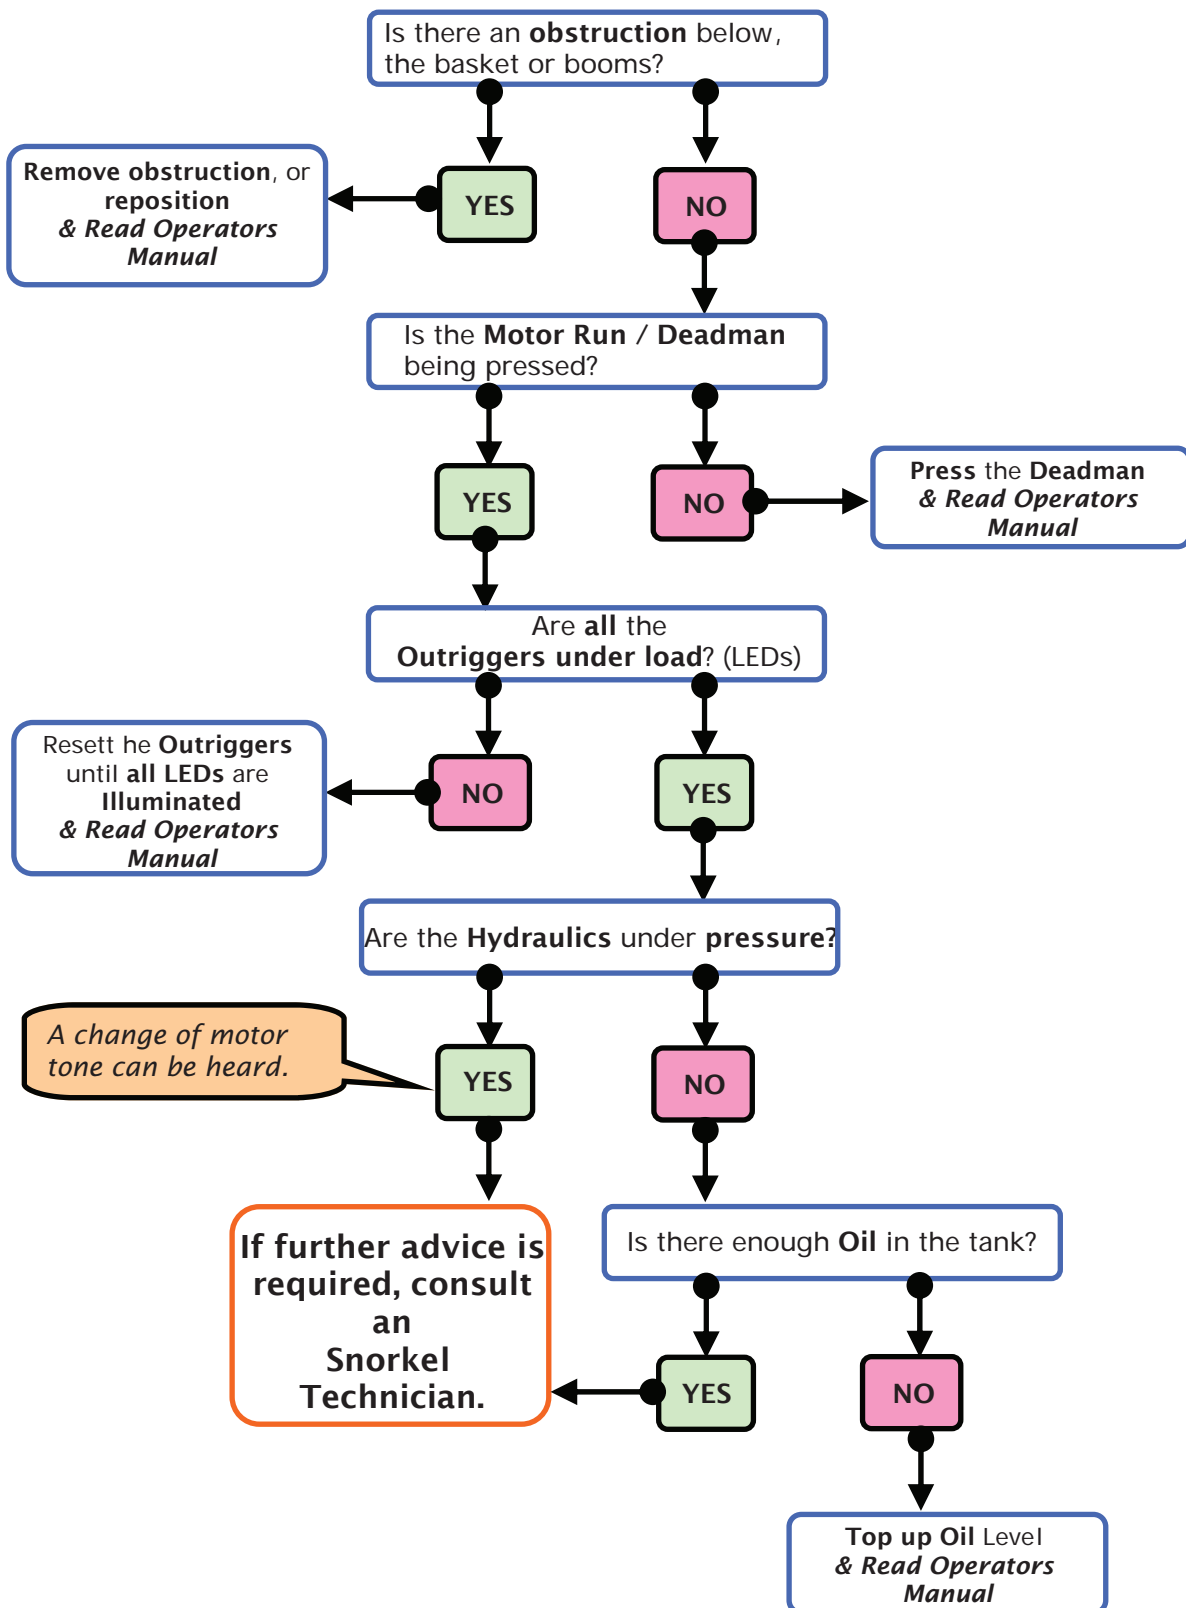 Is there an obstruction below,
the basket or booms?
Remove obstruction, or
reposition
& Read Operators
Manual
YES
NO
Is the Motor Run / Deadman
being pressed?
YES
NO
Press the Deadman
& Read Operators
Manual
Are all the
Outriggers under load? (LEDs)
Resett he Outriggers
until all LEDs are
Illuminated
& Read Operators
Manual
NO
YES
Are the Hydraulics under pressure?
A change of motor
tone can be heard.
YES
NO
If further advice is
required, consult
an
Snorkel
Technician.
Is there enough Oil in the tank?
YES
NO
Top up Oil Level
& Read Operators
Manual